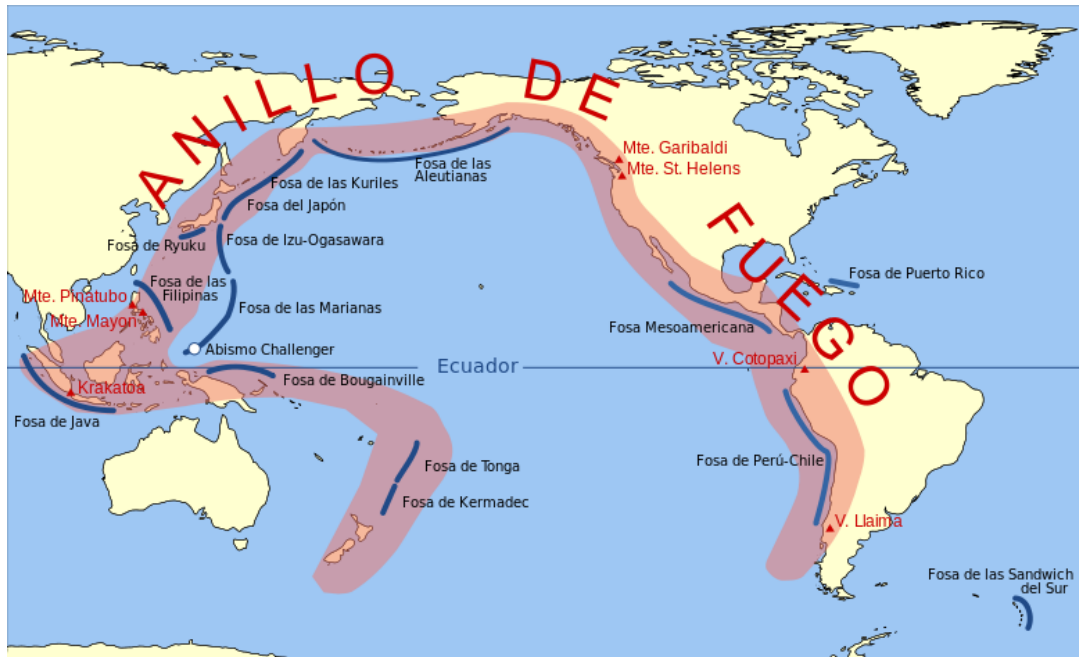 ANILLO DE FUEGO
Mte. Garibaldi
Mte. St. Helens
Fosa de las
Aleutianas
Fosa de las Kuriles
Fosa del Japón
Fosa de Ryuku
Fosa de Izu-Ogasawara
Fosa de las
Filipinas
Fosa de Puerto Rico
Mte. Pinatubo
Fosa de las Marianas
Mte. Mayon
Fosa Mesoamericana
Abismo Challenger
V. Cotopaxi
Ecuador
Fosa de Bougainville
Krakatoa
Fosa de Java
Fosa de Tonga
Fosa de Perú-Chile
Fosa de Kermadec
V. Llaima
Fosa de las Sandwich
del Sur